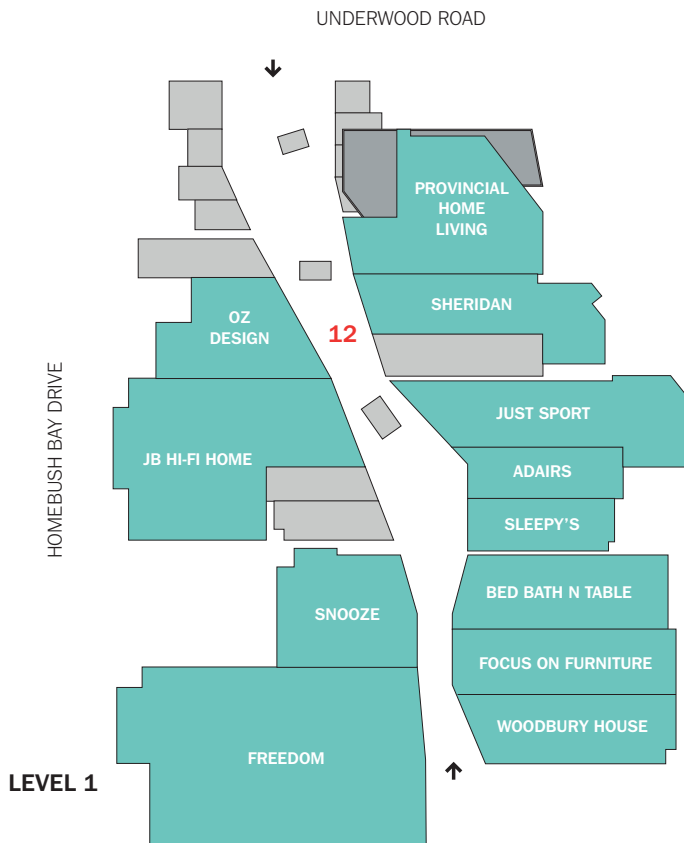 UNDERWOOD ROAD
PROVINCIAL
HOME
LIVING
SHERIDAN
OZ
DESIGN
12
HOMEBUSH BAY DRIVE
JUST SPORT
JB HI-FI HOME
ADAIRS
SLEEPY'S
BED BATH N TABLE
SNOOZE
FOCUS ON FURNITURE
WOODBURY HOUSE
FREEDOM
LEVEL 1